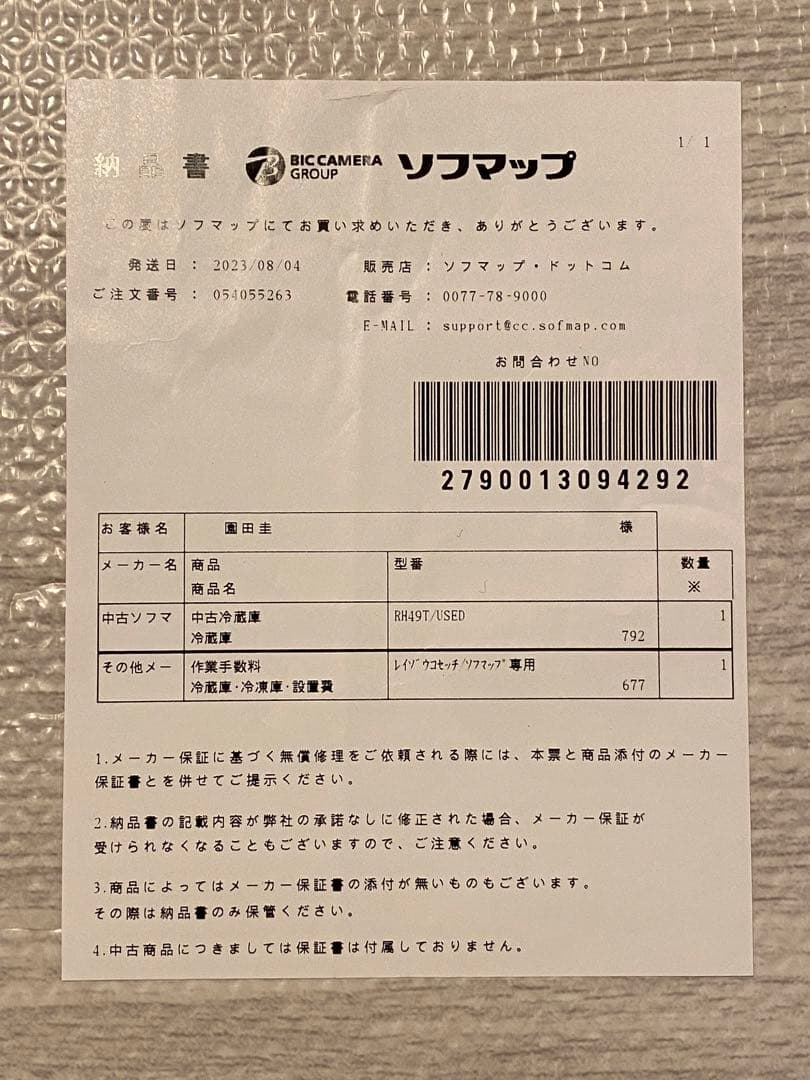 1/ 1
納品書 BIC CAMERA GROUP ソフマップ
この度はソフマップにてお買い求めいただき、ありがとうございます。
発送日 : 2023/08/04 販売店 : ソフマップ・ドットコム
ご注文番号 : 054055263 電話番号 : 0077-78-9000
E-MAIL : support@cc.sofmap.com
お問合わせNO
2790013094292
お客様名 園田圭 様
メーカー名 商品 型番 数量
商品名 ※
中古ソフマ 中古冷蔵庫 RH49T/USED 1
冷蔵庫 792
その他メー 作業手数料 ﾚｲｿﾞｳｺｾｯﾁ/ｿﾌﾏｯﾌﾟ専用 1
冷蔵庫･冷凍庫･設置費 677
1.メーカー保証に基づく無償修理をご依頼される際には、本票と商品添付のメーカー
保証書とを併せてご提示ください。
2.納品書の記載内容が弊社の承諾なしに修正された場合、メーカー保証が
受けられなくなることもございますので、ご注意ください。
3.商品によってはメーカー保証書の添付が無いものもございます。
その際は納品書のみ保管ください。
4.中古商品につきましては保証書は付属しておりません。